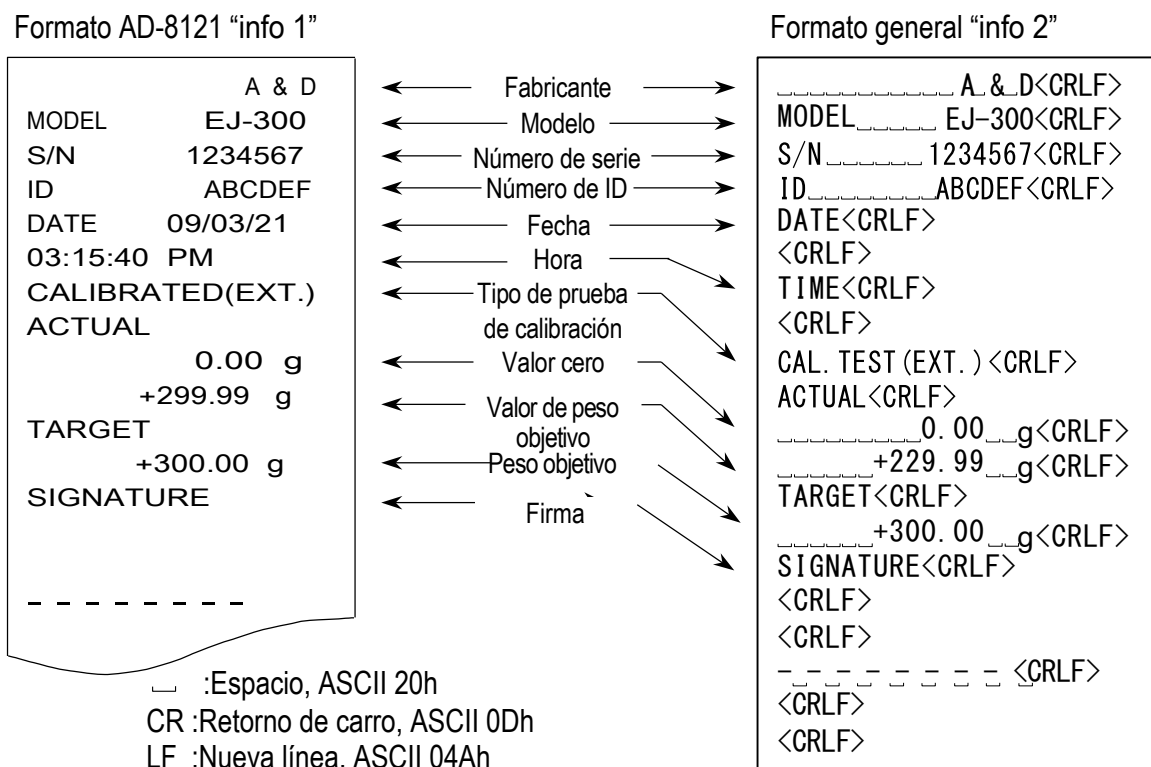 Formato AD-8121 “info 1”
A & D
MODEL EJ-300
S/N 1234567
ID ABCDEF
DATE 09/03/21
03:15:40 PM
CALIBRATED(EXT.)
ACTUAL
0.00 g
+299.99 g
TARGET
+300.00 g
SIGNATURE
- - - - - - - - -
Fabricante
Modelo
Número de serie
Número de ID
Fecha
Hora
Tipo de prueba
de calibración
Valor cero
Valor de peso
objetivo
Peso objetivo
Firma
Formato general “info 2”
␣␣␣␣␣␣␣␣␣␣␣A␣&␣D<CRLF>
MODEL␣␣␣␣␣EJ-300<CRLF>
S/N␣␣␣␣␣␣1234567<CRLF>
ID␣␣␣␣␣␣␣␣ABCDEF<CRLF>
DATE<CRLF>
<CRLF>
TIME<CRLF>
<CRLF>
CAL.TEST(EXT.)<CRLF>
ACTUAL<CRLF>
␣␣␣␣␣␣␣␣␣0.00␣␣g<CRLF>
␣␣␣␣␣␣+229.99␣␣g<CRLF>
TARGET<CRLF>
␣␣␣␣␣␣+300.00␣␣g<CRLF>
SIGNATURE<CRLF>
<CRLF>
<CRLF>
-␣-␣-␣-␣-␣-␣-␣-␣<CRLF>
<CRLF>
<CRLF>
␣ :Espacio, ASCII 20h
CR :Retorno de carro, ASCII 0Dh
LF :Nueva línea, ASCII 04Ah